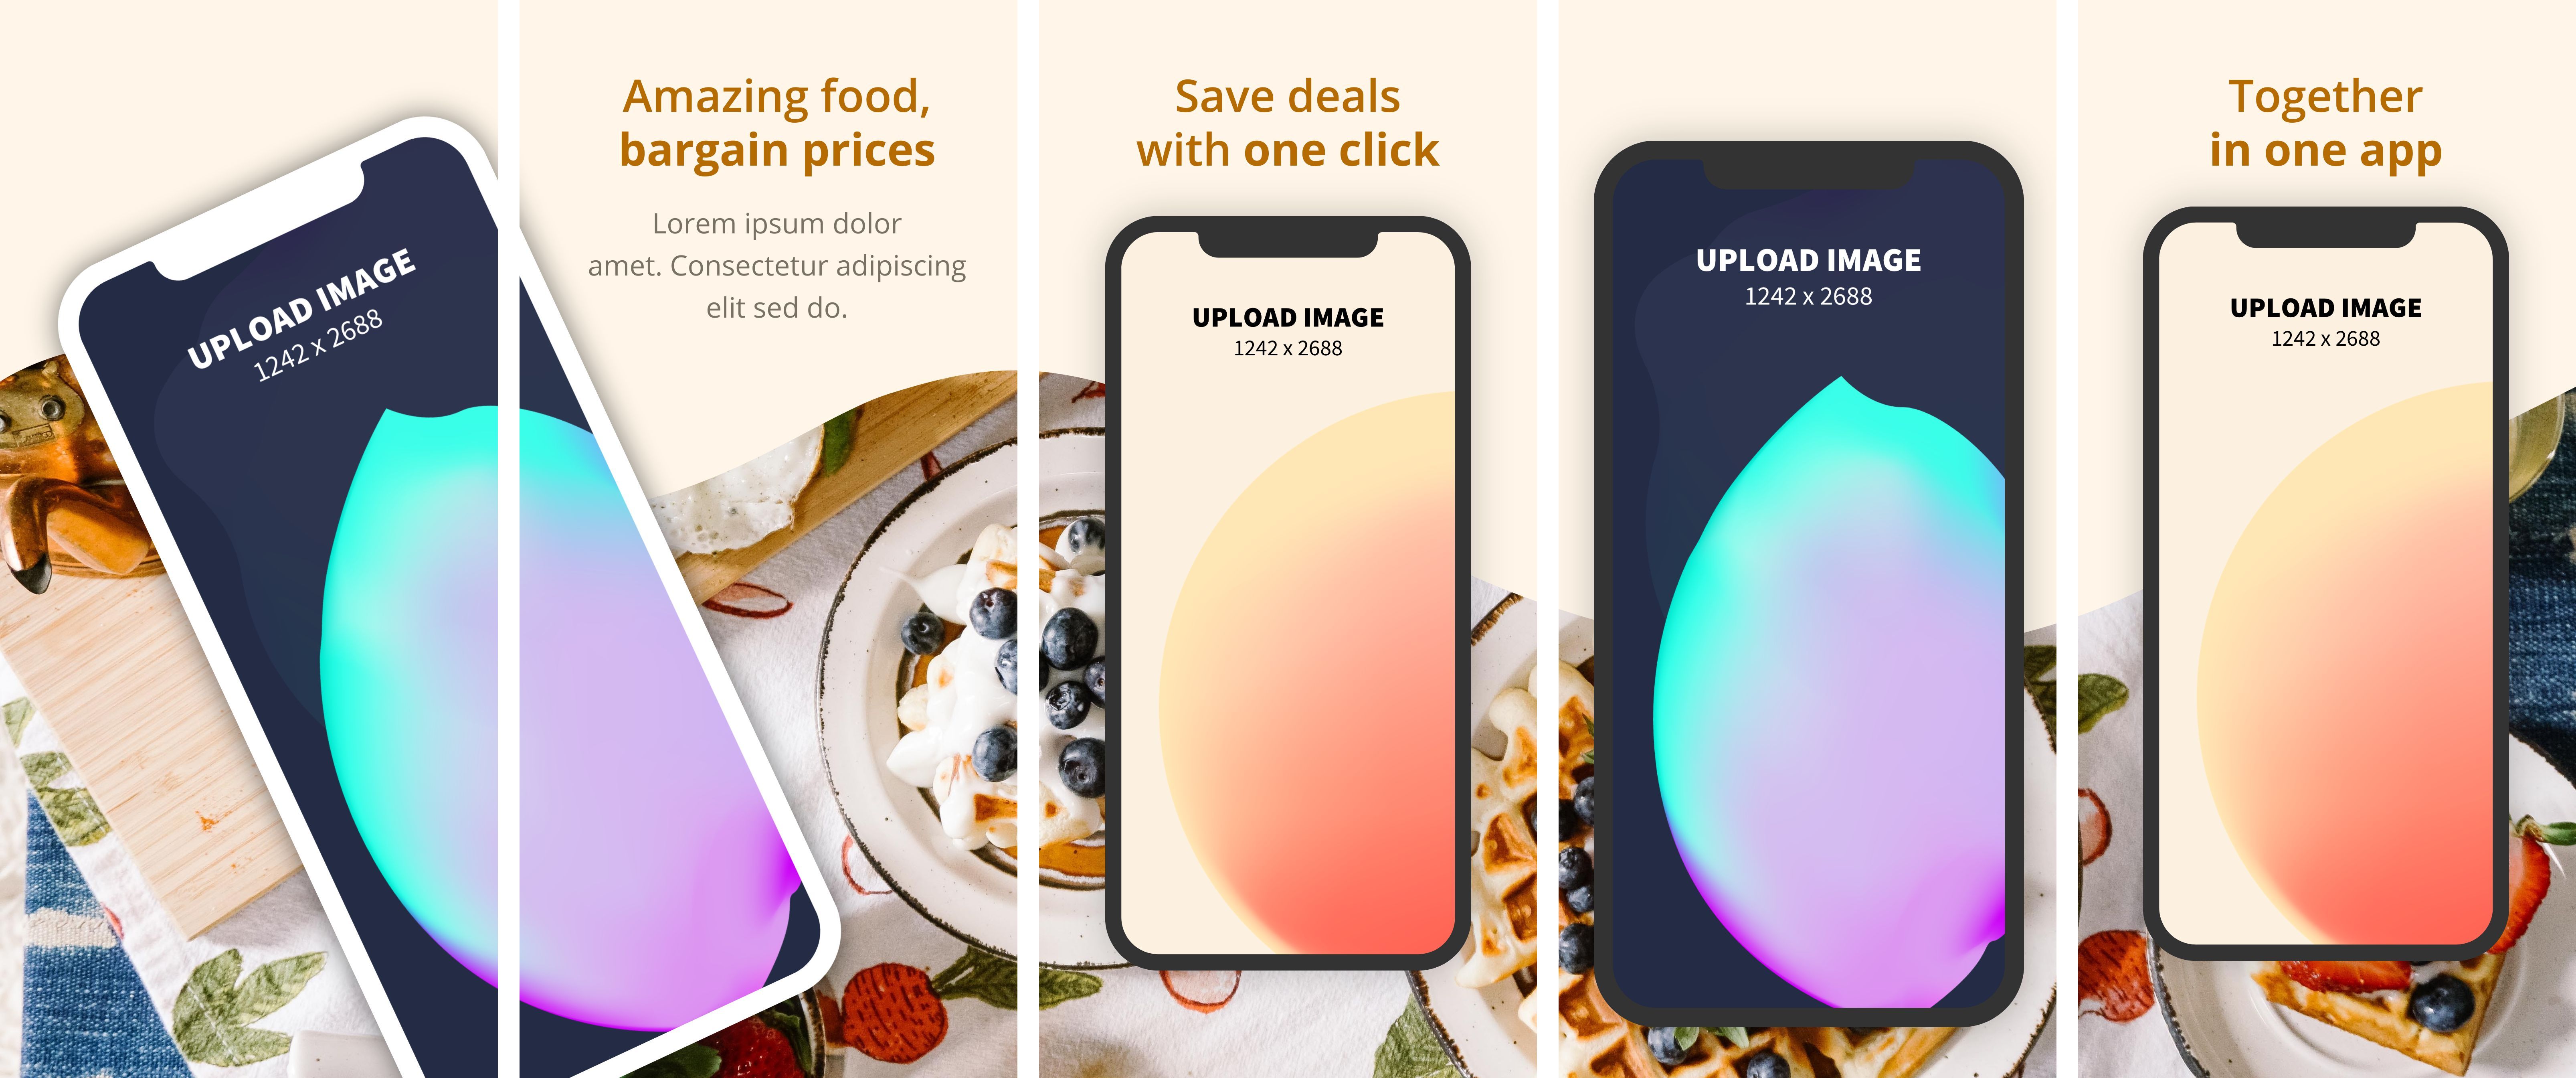 UPLOAD IMAGE
1242 x 2688
Amazing food,
bargain prices
Lorem ipsum dolor
amet. Consectetur adipiscing
elit sed do.
Save deals
with one click
UPLOAD IMAGE
1242 x 2688
UPLOAD IMAGE
1242 x 2688
Together
in one app
UPLOAD IMAGE
1242 x 2688